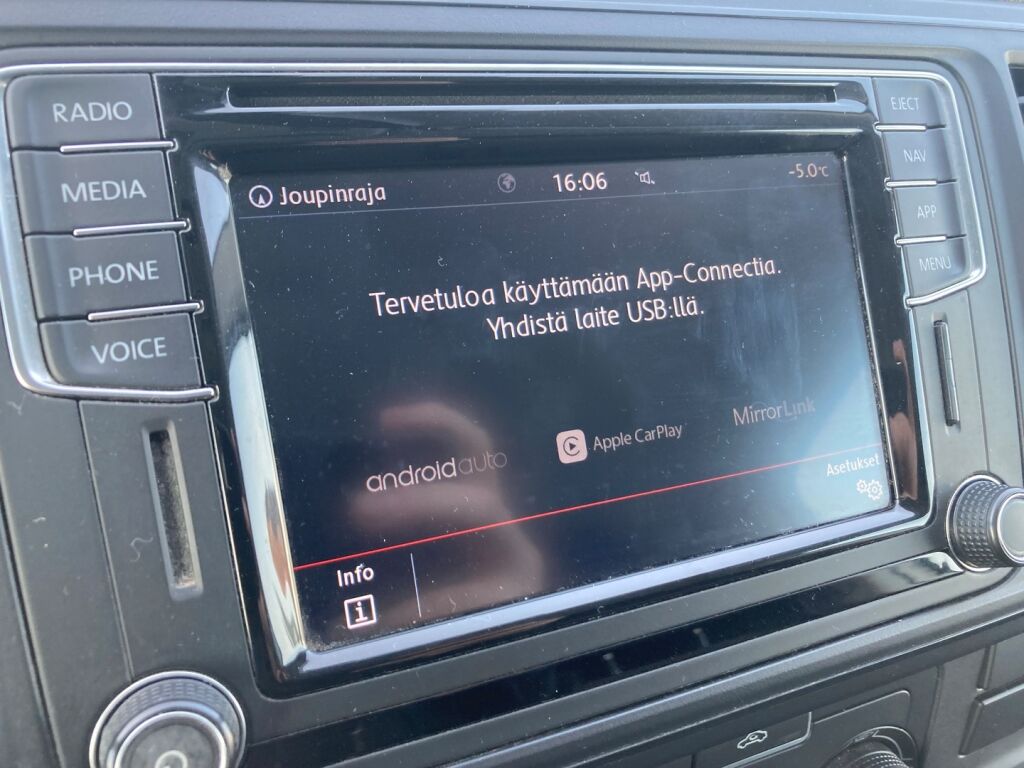 RADIO
MEDIA
PHONE
VOICE
EJECT
NAV
APP
MENU
Joupinraja
16:06
-5.0°C
Tervetuloa käyttämään App-Connectia.
Yhdistä laite USB:llä.
androidauto
Apple CarPlay
MirrorLink
Asetukset
Info
i